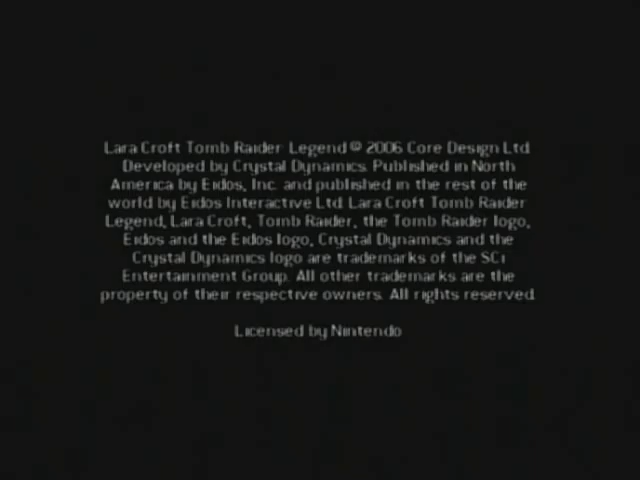 Lara Croft Tomb Raider Legend © 2006 Core Design Ltd
Developed by Crystal Dynamics. Published in North
America by Eidos, Inc. and published in the rest of the
world by Eidos Interactive Ltd Lara Croft Tomb Raider
Legend, Lara Croft, Tomb Raider, the Tomb Raider logo,
Eidos and the Eidos logo, Crystal Dynamics and the
Crystal Dynamics logo are trademarks of the SCi
Entertainment Group. All other trademarks are the
property of their respective owners. All rights reserved.
Licensed by Nintendo